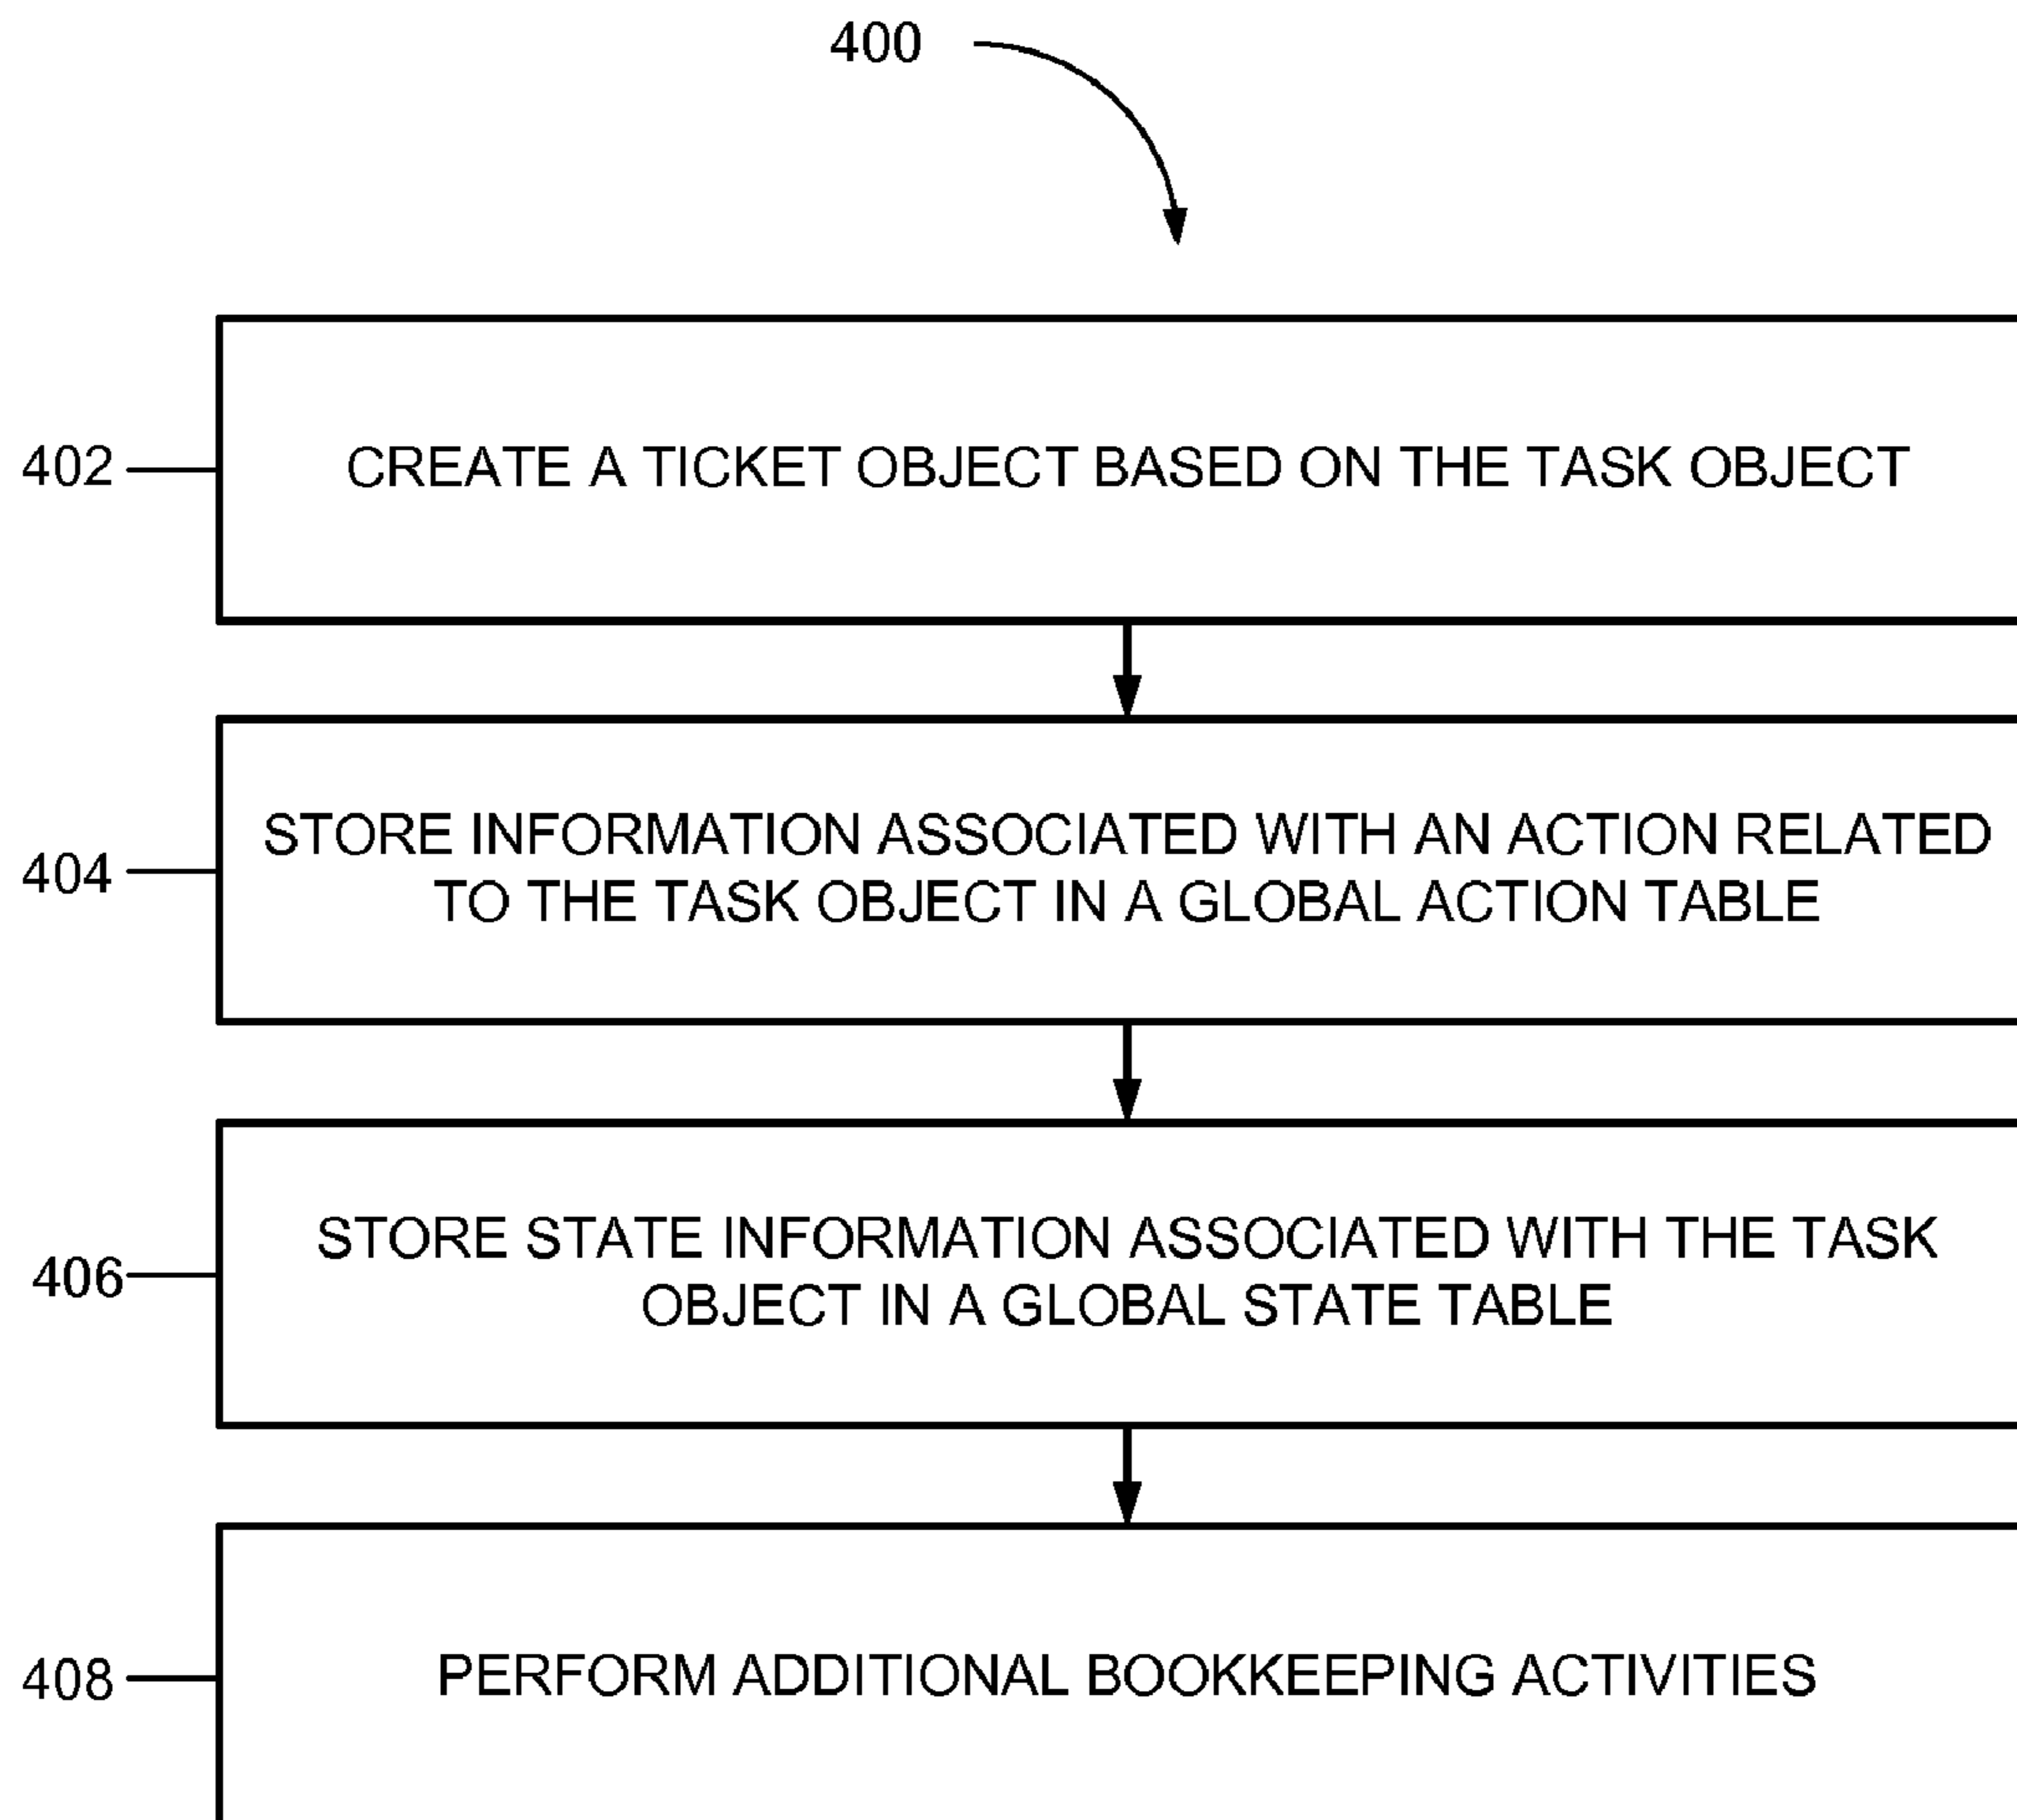 400
402
CREATE A TICKET OBJECT BASED ON THE TASK OBJECT
404
STORE INFORMATION ASSOCIATED WITH AN ACTION RELATED
TO THE TASK OBJECT IN A GLOBAL ACTION TABLE
406
STORE STATE INFORMATION ASSOCIATED WITH THE TASK
OBJECT IN A GLOBAL STATE TABLE
408
PERFORM ADDITIONAL BOOKKEEPING ACTIVITIES